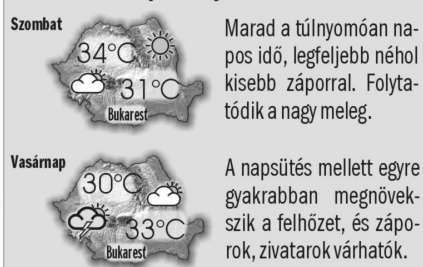 Szombat
34°C
31°C
Bukarest
Marad a túlnyomóan na-
pos idő, legfeljebb néhol
kisebb záporral. Folyta-
tódik a nagy meleg.
Vasárnap
30°C
33°C
Bukarest
A napsütés mellett egyre
gyakrabban megnövek-
szik a felhőzet, és zápo-
rok, zivatarok várhatók.